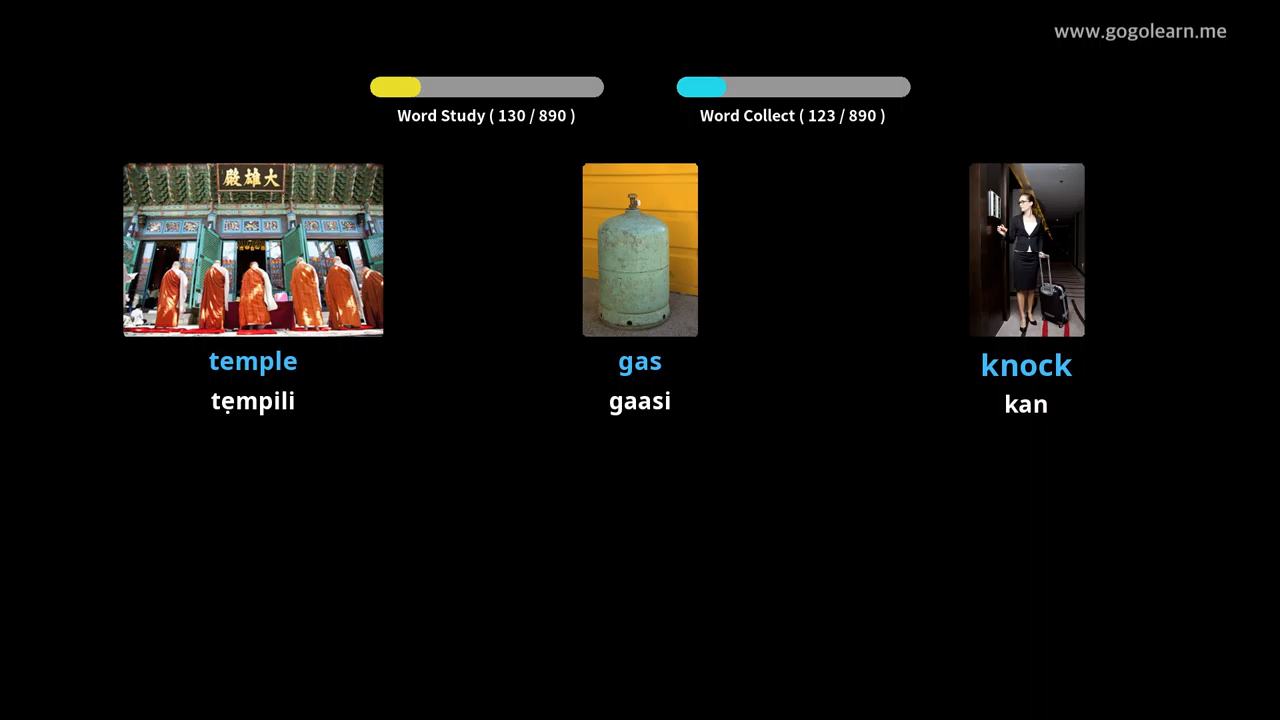 www.gogolearn.me
Word Study ( 130 / 890 )
Word Collect ( 123 / 890 )
殿雄大
temple
gas
knock
tẹmpili
gaasi
kan